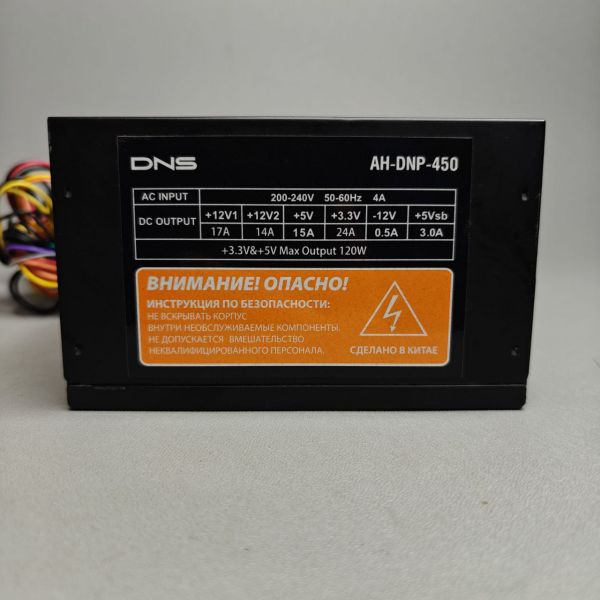 DNS AH-DNP-450
AC INPUT 200-240V 50-60Hz 4A
DC OUTPUT +12V1 +12V2 +5V +3.3V -12V +5Vsb
17A 14A 15A 24A 0.5A 3.0A
+3.3V&+5V Max Output 120W
ВНИМАНИЕ! ОПАСНО!
ИНСТРУКЦИЯ ПО БЕЗОПАСНОСТИ:
НЕ ВСКРЫВАТЬ КОРПУС
ВНУТРИ НЕОБСЛУЖИВАЕМЫЕ КОМПОНЕНТЫ.
НЕ ДОПУСКАЕТСЯ ВМЕШАТЕЛЬСТВО
НЕКВАЛИФИЦИРОВАННОГО ПЕРСОНАЛА.
СДЕЛАНО В КИТАЕ